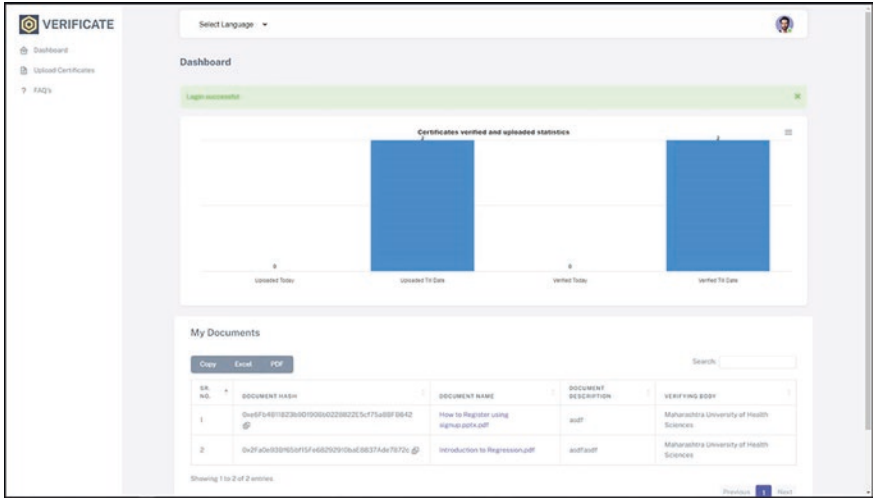 VERIFICATE
Select Language
Dashboard
Upload Certificates
? FAQ's
Dashboard
Login successful
×
Certificates verified and uploaded statistics
2
2
0
0
Uploaded Today
Uploaded Till Date
Verified Today
Verified Till Date
My Documents
Copy Excel PDF
Search:
SR. NO.
DOCUMENT HASH
DOCUMENT NAME
DOCUMENT DESCRIPTION
VERIFYING BODY
1
How to Register using
signup.pptx.pdf
asdf
Maharashtra University of Health
Sciences
2
Introduction to Regression.pdf
asdfasdf
Maharashtra University of Health
Sciences
Showing 1 to 2 of 2 entries.
Previous 1 Next